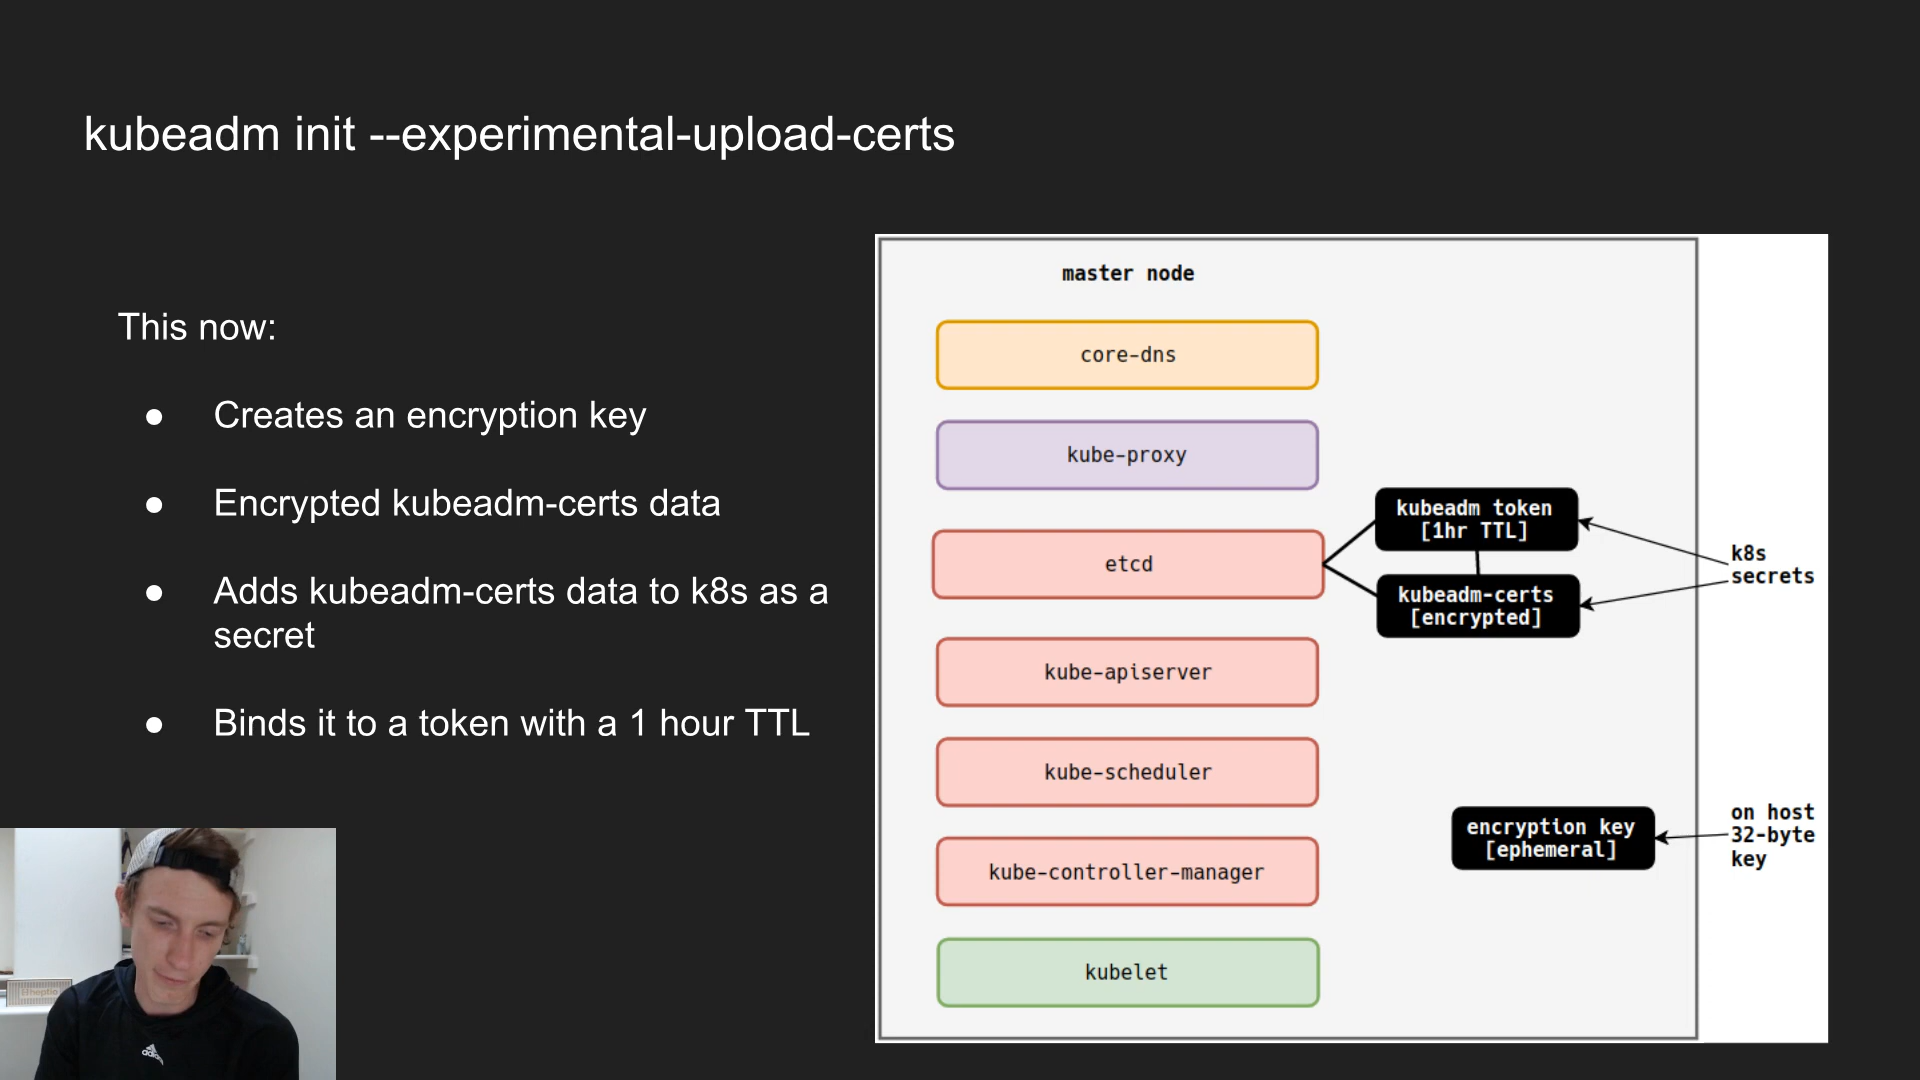 kubeadm init --experimental-upload-certs
This now:
● Creates an encryption key
● Encrypted kubeadm-certs data
● Adds kubeadm-certs data to k8s as a
secret
● Binds it to a token with a 1 hour TTL
master node
core-dns
kube-proxy
etcd
kube-apiserver
kube-scheduler
kube-controller-manager
kubelet
kubeadm token
[1hr TTL]
kubeadm-certs
[encrypted]
k8s
secrets
encryption key
[ephemeral]
on host
32-byte
key
heptio
adidas